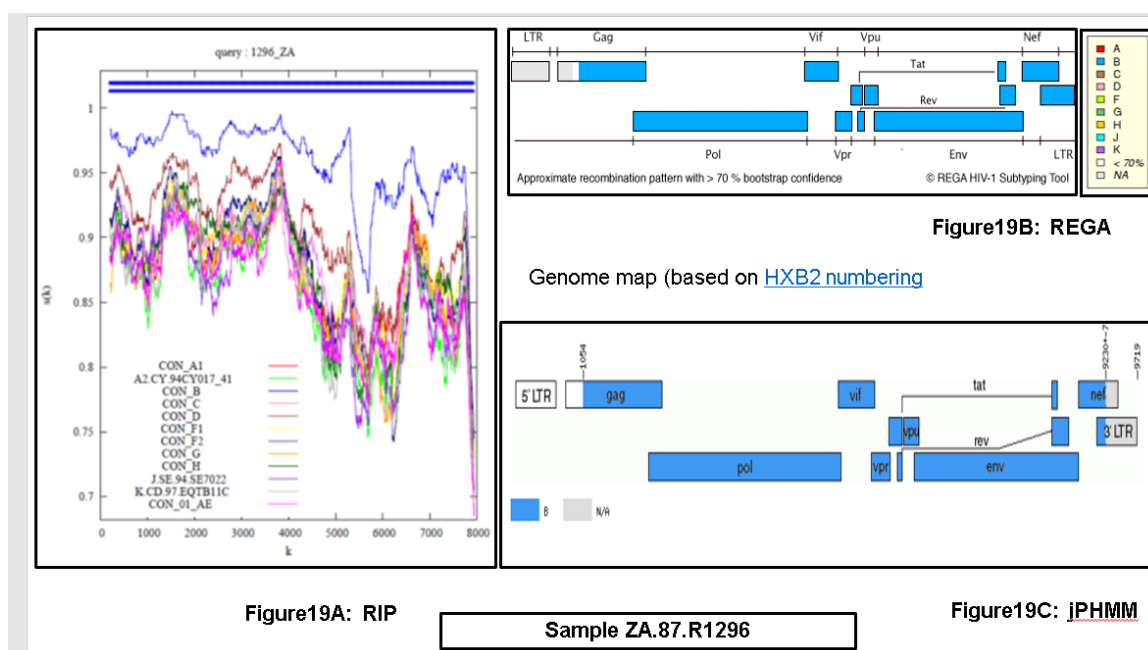 query : 1296_ZA
1
0.95
0.9
0.85
0.8
0.75
0.7
s(k)
CON_A1
A2.CY.94CY017_41
CON_B
CON_C
CON_D
CON_F1
CON_F2
CON_G
CON_H
J.SE.94.SE7022
K.CD.97.EQTB11C
CON_01_AE
0 1000 2000 3000 4000 5000 6000 7000 8000
k
Figure19A: RIP
LTR Gag Vif Vpu Nef
Tat
Rev
Pol Vpr Env LTR
Approximate recombination pattern with > 70 % bootstrap confidence © REGA HIV-1 Subtyping Tool
A
B
C
D
F
G
H
J
K
< 70%
NA
Figure19B: REGA
Genome map (based on HXB2 numbering
1054 9230+-7 9719
5' LTR gag vif tat nef
vpu rev 3' LTR
pol vpr env
B N/A
Figure19C: jPHMM
Sample ZA.87.R1296